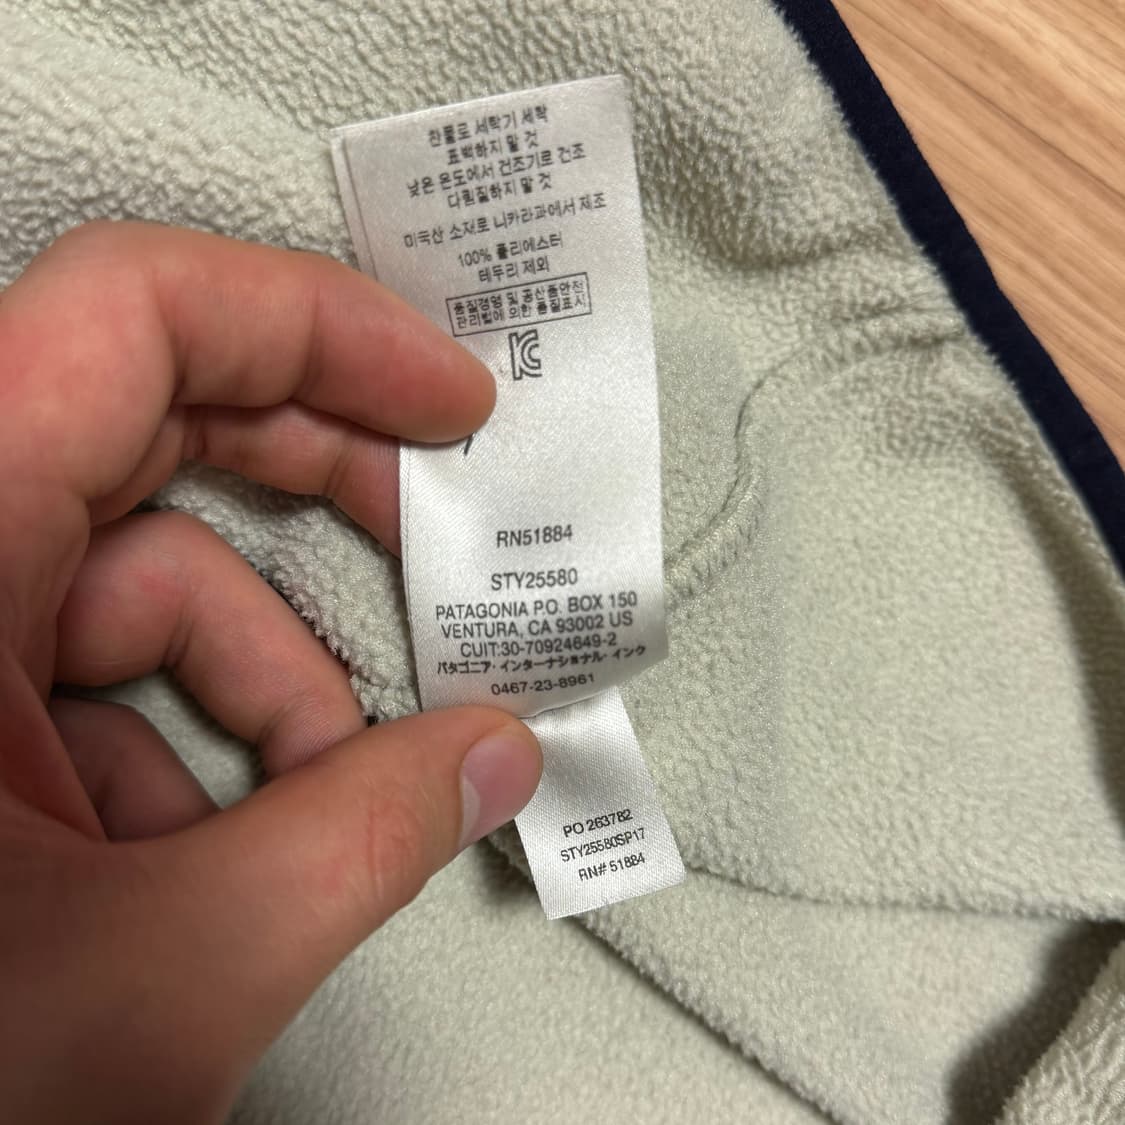 찬물로 세탁기 세탁
표백하지 말 것
낮은 온도에서 건조기로 건조
다림질하지 말 것
미국산 소재로 니카라과에서 제조
100% 폴리에스터
테두리 제외
품질경영 및 공산품안전
관리법에 의한 품질표시
RN51884
STY25580
PATAGONIA P.O. BOX 150
VENTURA, CA 93002 US
CUIT:30-70924649-2
パタゴニア・インターナショナル・インク
0467-23-8961
PO 263782
STY25580SP17
RN# 51884